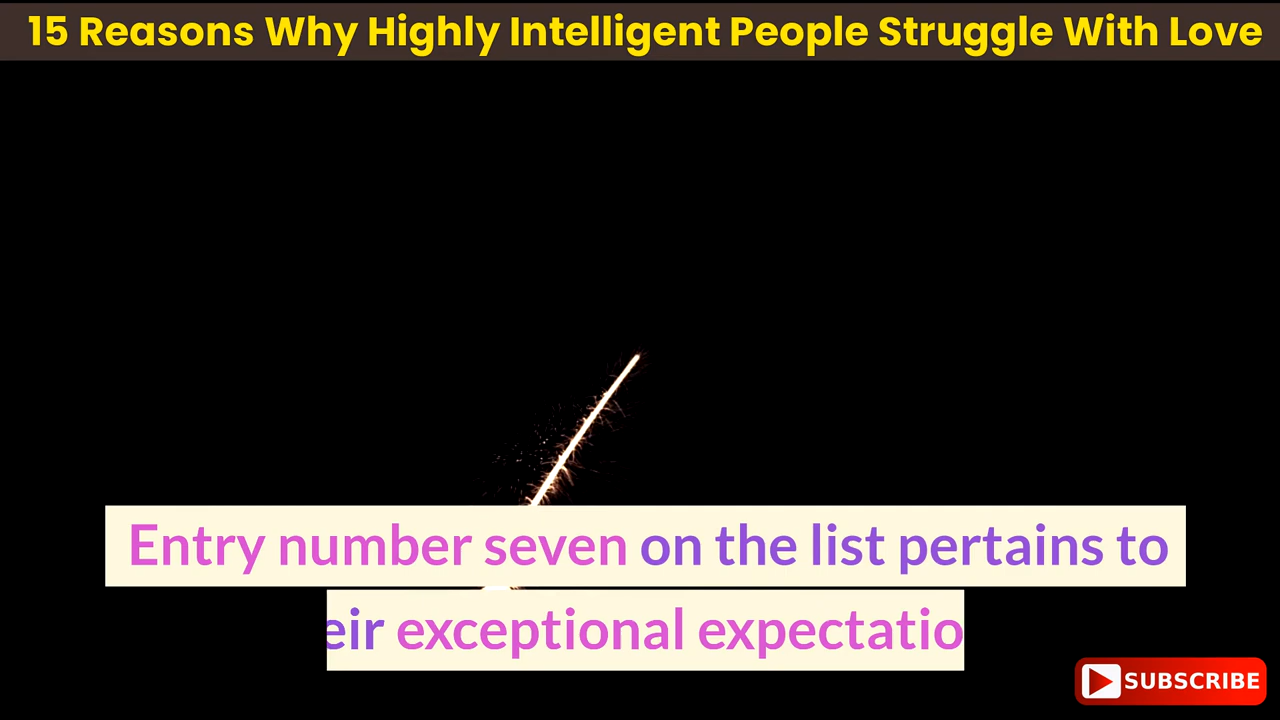 15 Reasons Why Highly Intelligent People Struggle With Love
Entry number seven on the list pertains to
eir exceptional expectatio
SUBSCRIBE